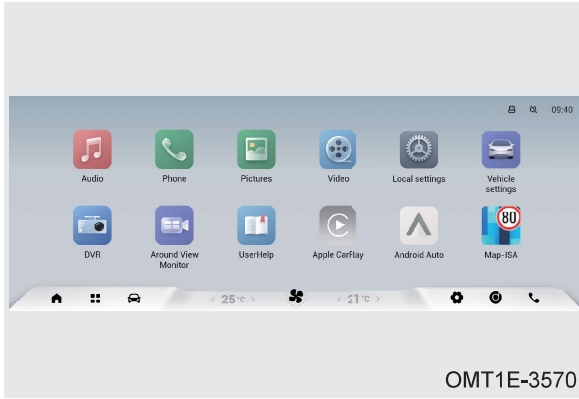 09:40
Audio
Phone
Pictures
Video
Local settings
Vehicle
settings
80
DVR
Around View
Monitor
UserHelp
Apple CarFlay
Android Auto
Map-ISA
< 25°C >
< 21°C >
OMT1E-3570